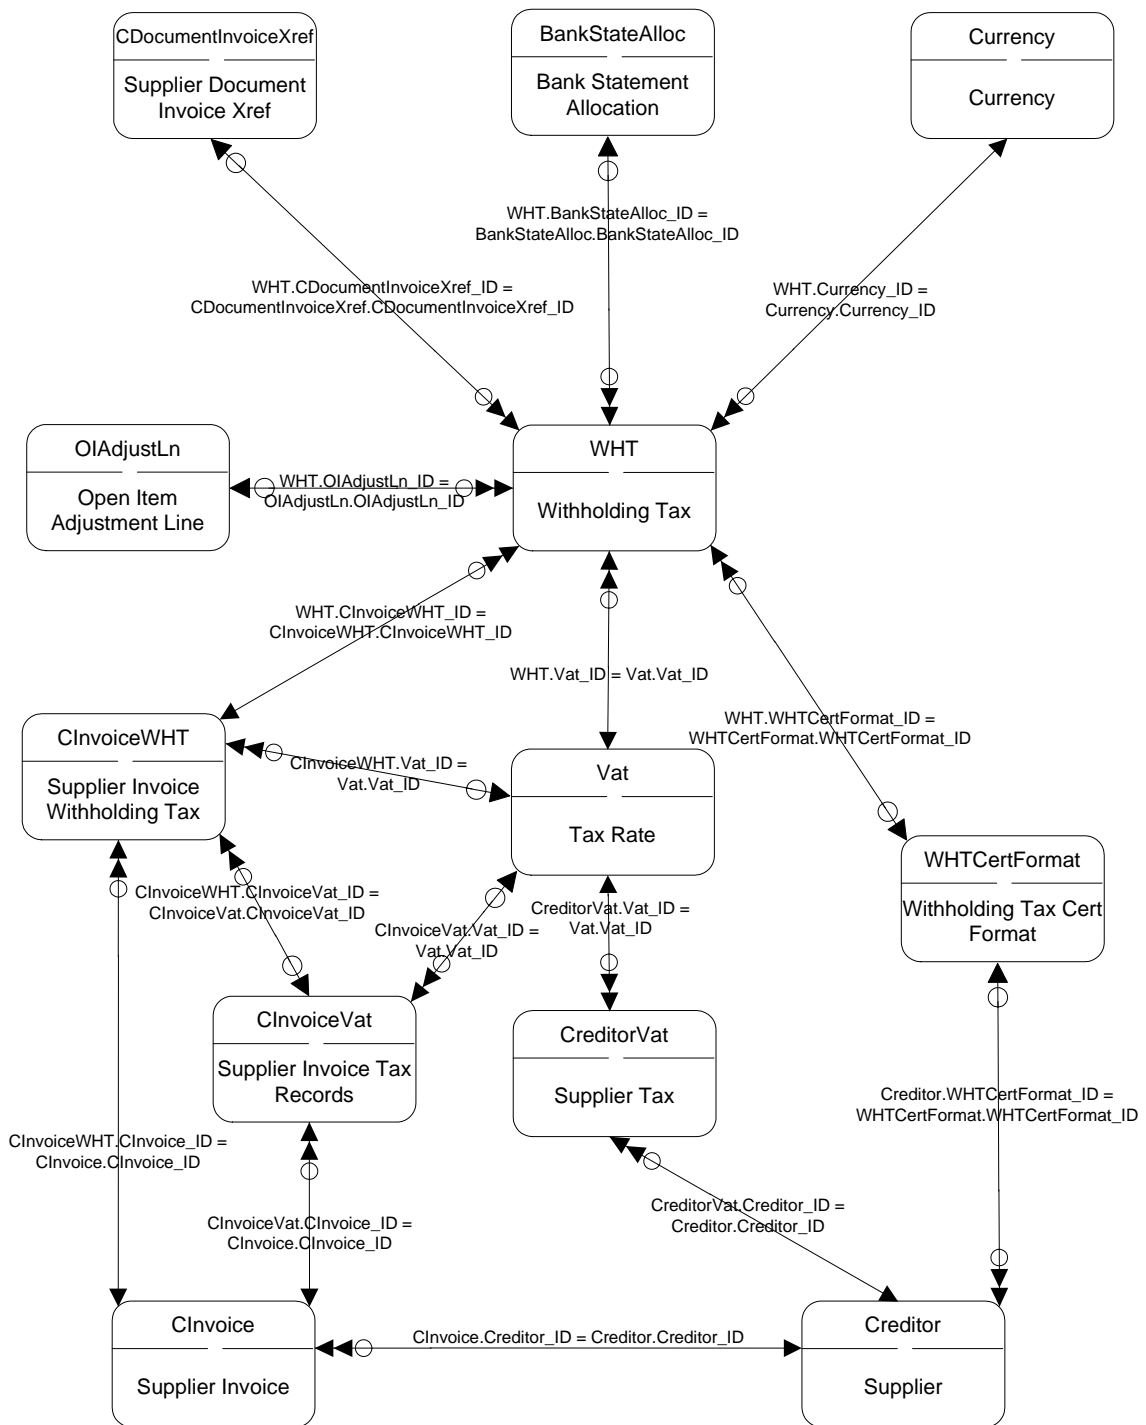 CDocumentInvoiceXref
Supplier Document
Invoice Xref
BankStateAlloc
Bank Statement
Allocation
Currency
Currency
WHT.BankStateAlloc_ID =
BankStateAlloc.BankStateAlloc_ID
WHT.CDocumentInvoiceXref_ID =
CDocumentInvoiceXref.CDocumentInvoiceXref_ID
WHT.Currency_ID =
Currency.Currency_ID
OIAdjustLn
Open Item
Adjustment Line
WHT.OIAdjustLn_ID =
OIAdjustLn.OIAdjustLn_ID
WHT
Withholding Tax
WHT.CInvoiceWHT_ID =
CInvoiceWHT.CInvoiceWHT_ID
WHT.Vat_ID = Vat.Vat_ID
WHT.WHTCertFormat_ID =
WHTCertFormat.WHTCertFormat_ID
CInvoiceWHT
Supplier Invoice
Withholding Tax
CInvoiceWHT.Vat_ID =
Vat.Vat_ID
Vat
Tax Rate
WHTCertFormat
Withholding Tax Cert
Format
CInvoiceWHT.CInvoiceVat_ID =
CInvoiceVat.CInvoiceVat_ID
CInvoiceVat.Vat_ID =
Vat.Vat_ID
CreditorVat.Vat_ID =
Vat.Vat_ID
CInvoiceVat
Supplier Invoice Tax
Records
CreditorVat
Supplier Tax
Creditor.WHTCertFormat_ID =
WHTCertFormat.WHTCertFormat_ID
CInvoiceWHT.CInvoice_ID =
CInvoice.CInvoice_ID
CInvoiceVat.CInvoice_ID =
CInvoice.CInvoice_ID
CreditorVat.Creditor_ID =
Creditor.Creditor_ID
CInvoice
Supplier Invoice
CInvoice.Creditor_ID = Creditor.Creditor_ID
Creditor
Supplier